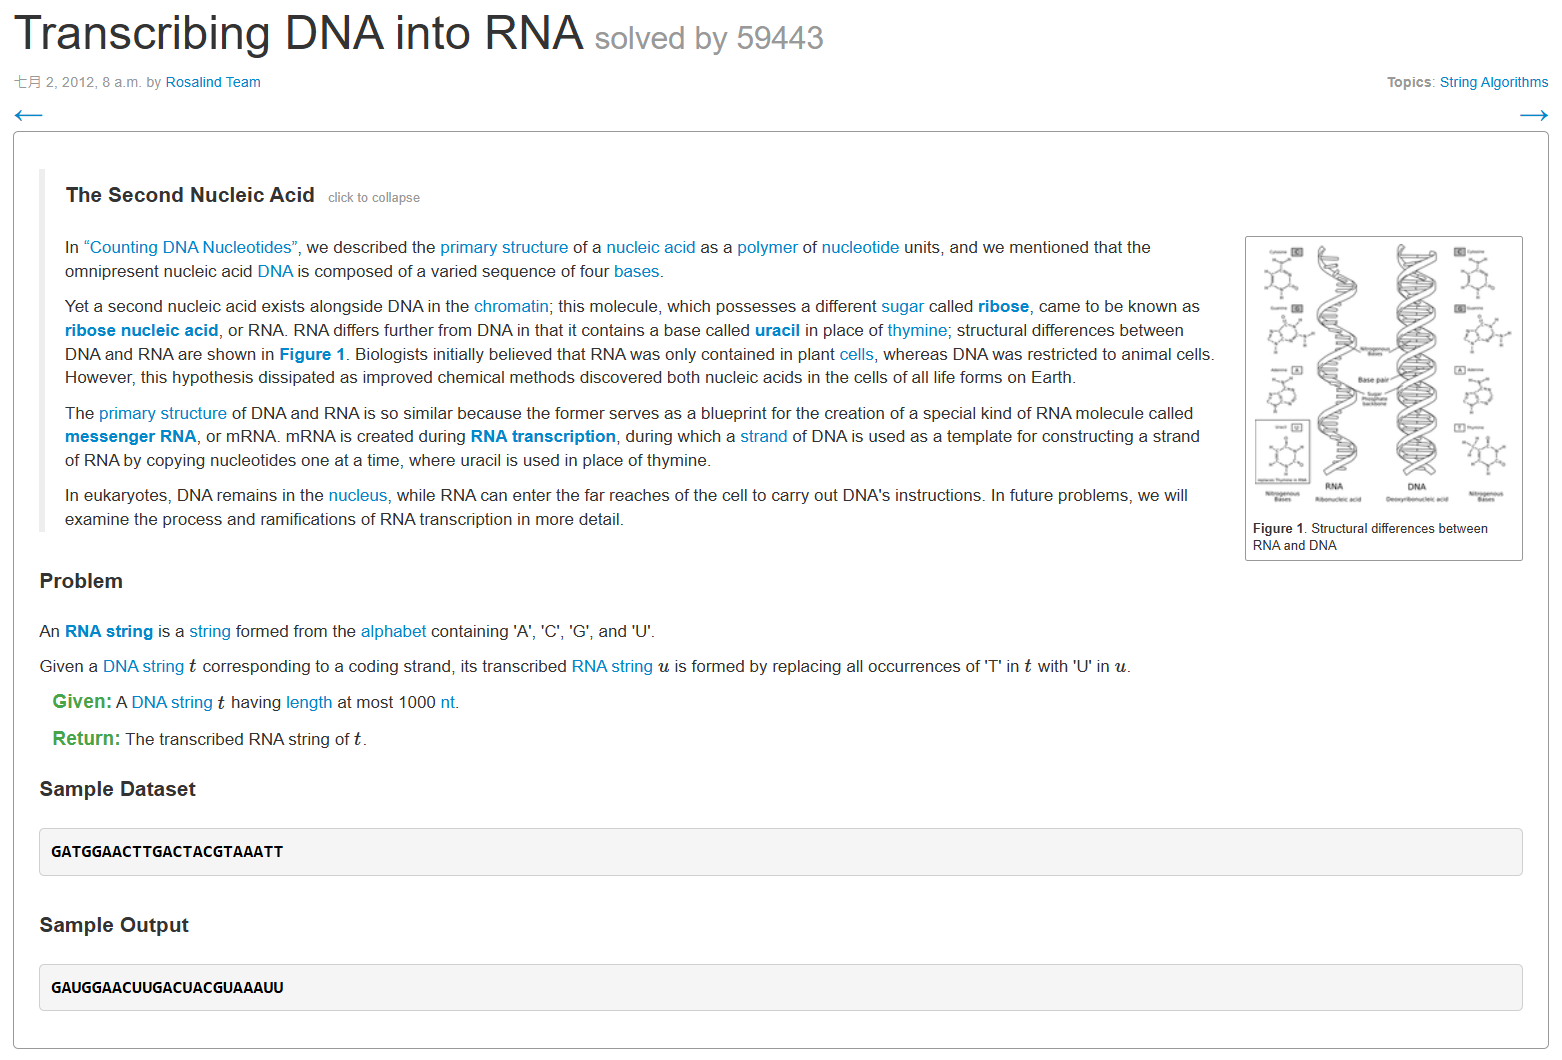 Transcribing DNA into RNA solved by 59443
七月 2, 2012, 8 a.m. by Rosalind Team
Topics: String Algorithms
←
→
The Second Nucleic Acid click to collapse
In “Counting DNA Nucleotides”, we described the primary structure of a nucleic acid as a polymer of nucleotide units, and we mentioned that the
omnipresent nucleic acid DNA is composed of a varied sequence of four bases.
Yet a second nucleic acid exists alongside DNA in the chromatin; this molecule, which possesses a different sugar called ribose, came to be known as
ribose nucleic acid, or RNA. RNA differs further from DNA in that it contains a base called uracil in place of thymine; structural differences between
DNA and RNA are shown in Figure 1. Biologists initially believed that RNA was only contained in plant cells, whereas DNA was restricted to animal cells.
However, this hypothesis dissipated as improved chemical methods discovered both nucleic acids in the cells of all life forms on Earth.
The primary structure of DNA and RNA is so similar because the former serves as a blueprint for the creation of a special kind of RNA molecule called
messenger RNA, or mRNA. mRNA is created during RNA transcription, during which a strand of DNA is used as a template for constructing a strand
of RNA by copying nucleotides one at a time, where uracil is used in place of thymine.
In eukaryotes, DNA remains in the nucleus, while RNA can enter the far reaches of the cell to carry out DNA's instructions. In future problems, we will
examine the process and ramifications of RNA transcription in more detail.
Cytosine C
Guanine G
Adenine A
Uracil U
replaces Thymine in RNA
Nitrogenous
Bases
RNA
Ribonucleic acid
Nitrogenous
Bases
Base pair
Sugar
Phosphate
backbone
DNA
Deoxyribonucleic acid
C Cytosine
G Guanine
A Adenine
T Thymine
Nitrogenous
Bases
Figure 1. Structural differences between
RNA and DNA
Problem
An RNA string is a string formed from the alphabet containing 'A', 'C', 'G', and 'U'.
Given a DNA string t corresponding to a coding strand, its transcribed RNA string u is formed by replacing all occurrences of 'T' in t with 'U' in u.
Given: A DNA string t having length at most 1000 nt.
Return: The transcribed RNA string of t.
Sample Dataset
GATGGAACTTGACTACGTAAATT
Sample Output
GAUGGAACUUGACUACGUAAAUU